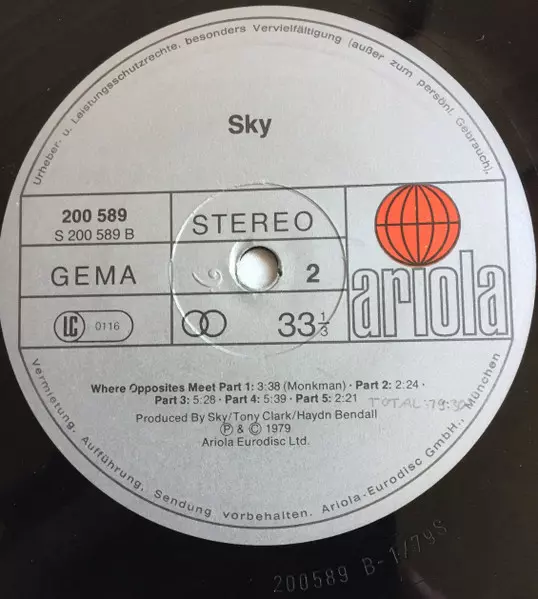 Urheber- u. Leistungsschutzrechte, besonders Vervielfältigung (außer zum persönl. Gebrauch),
Sky
200 589
S 200 589 B
STEREO
GEMA
2
ariola
LC 0116
33 1/3
Where Opposites Meet Part 1: 3:38 (Monkman) · Part 2: 2:24 ·
Part 3: 5:28 · Part 4: 5:39 · Part 5: 2:21
TOTAL: 19:30
Produced By Sky/Tony Clark/Haydn Bendall
Ⓟ & © 1979
Ariola Eurodisc Ltd.
Vermietung, Aufführung, Sendung vorbehalten. Ariola-Eurodisc GmbH., München
200589 B-1/79S